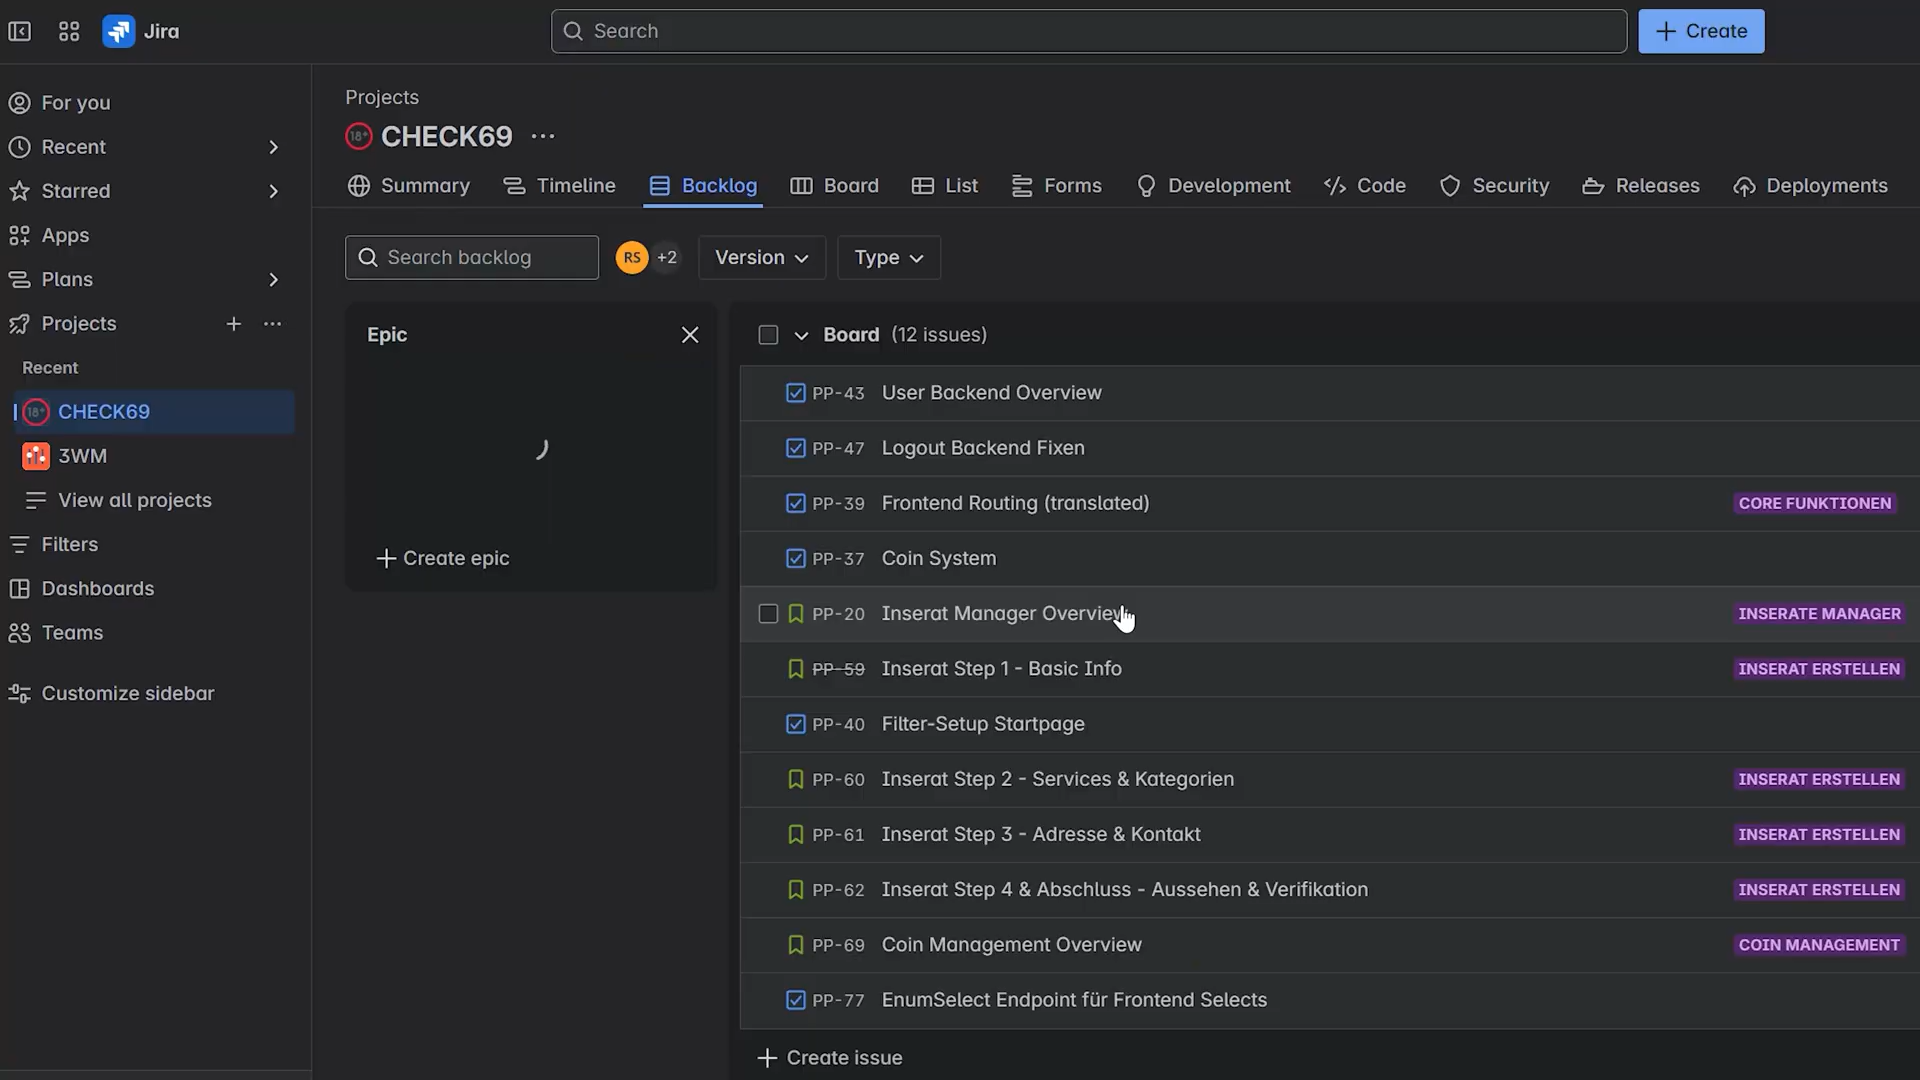 Jira
Search
Create
For you
Recent
Starred
Apps
Plans
Projects
Recent
18+ CHECK69
3WM
View all projects
Filters
Dashboards
Teams
Customize sidebar
Projects
18+ CHECK69
Summary Timeline Backlog Board List Forms Development Code Security Releases Deployments
Search backlog RS +2 Version Type
Epic
Create epic
Board (12 issues)
PP-43 User Backend Overview
PP-47 Logout Backend Fixen
PP-39 Frontend Routing (translated) CORE FUNKTIONEN
PP-37 Coin System
PP-20 Inserat Manager Overview INSERATE MANAGER
PP-59 Inserat Step 1 - Basic Info INSERAT ERSTELLEN
PP-40 Filter-Setup Startpage
PP-60 Inserat Step 2 - Services & Kategorien INSERAT ERSTELLEN
PP-61 Inserat Step 3 - Adresse & Kontakt INSERAT ERSTELLEN
PP-62 Inserat Step 4 & Abschluss - Aussehen & Verifikation INSERAT ERSTELLEN
PP-69 Coin Management Overview COIN MANAGEMENT
PP-77 EnumSelect Endpoint für Frontend Selects
Create issue